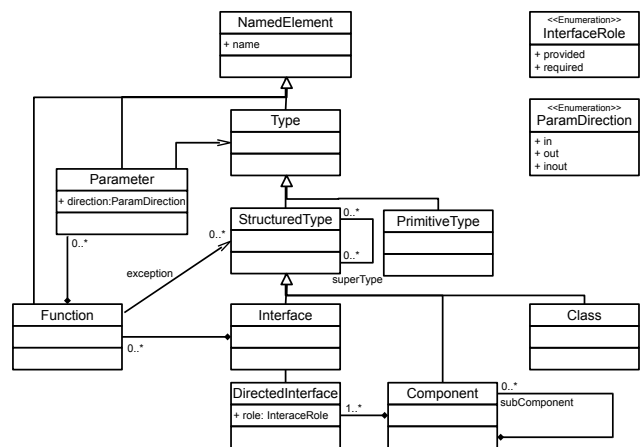 NamedElement
+ name
<<Enumeration>>
InterfaceRole
+ provided
+ required
Type
<<Enumeration>>
ParamDirection
+ in
+ out
+ inout
Parameter
+ direction:ParamDirection
0..*
StructuredType
0..*
0..*
0..*
superType
PrimitiveType
exception
Function
0..*
Interface
Class
DirectedInterface
+ role: InteraceRole
1..*
Component
0..*
subComponent